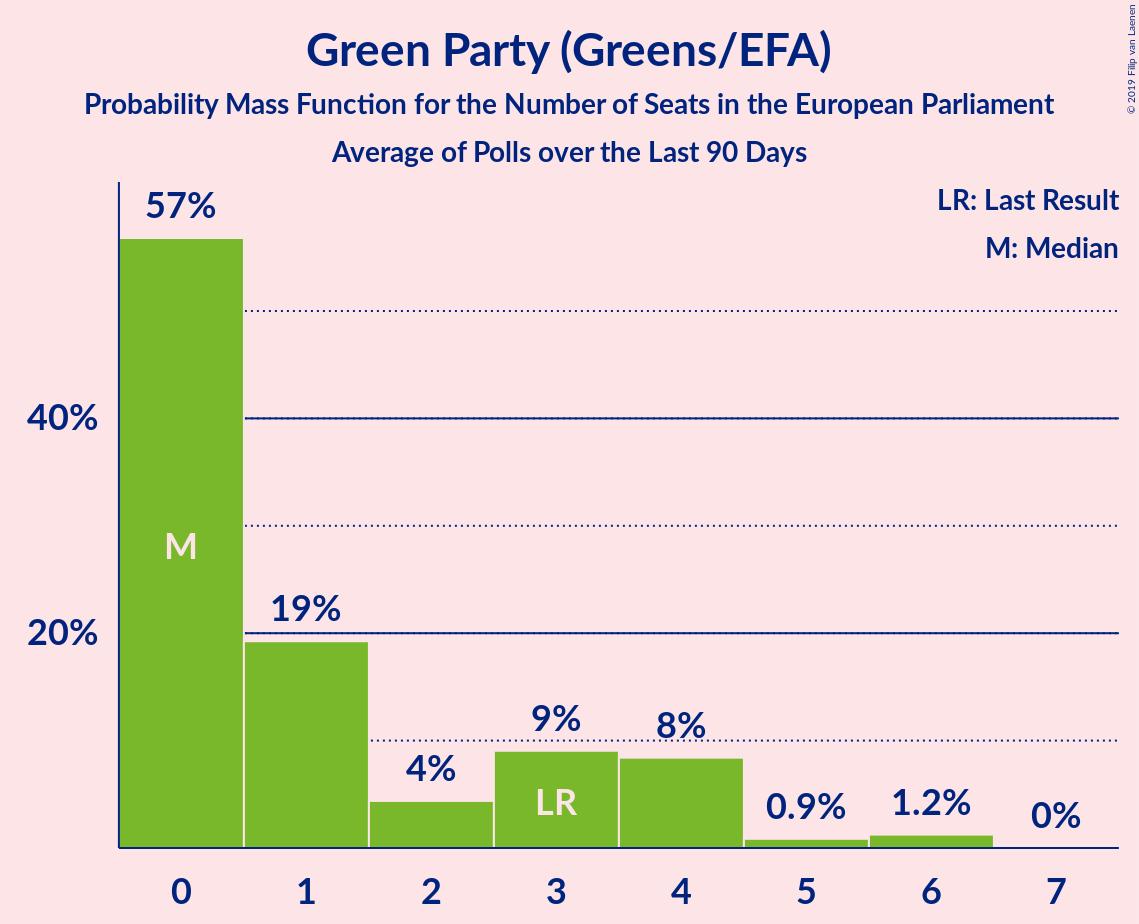 Green Party (Greens/EFA)
Probability Mass Function for the Number of Seats in the European Parliament
Average of Polls over the Last 90 Days
© 2019 Filip van Laenen
LR: Last Result
M: Median
57%
40%
M
19%
20%
9%
8%
4%
LR
0.9%
1.2%
0%
0 1 2 3 4 5 6 7